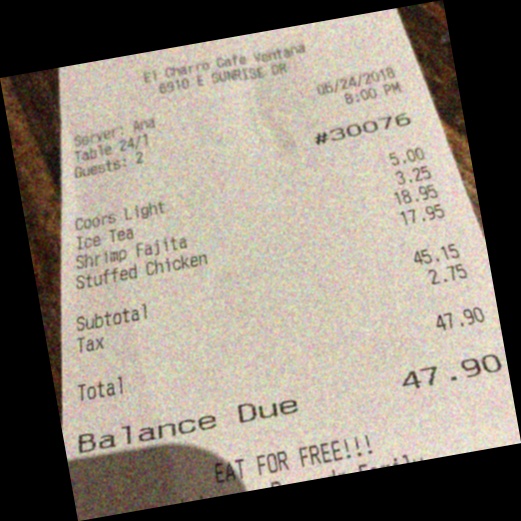 El Charro Cafe Ventana
6910 E SUNRISE DR
Server: Ana 06/24/2018
Table 24/1 8:00 PM
Guests: 2 #30076
Coors Light 5.00
Ice Tea 3.25
Shrimp Fajita 18.95
Stuffed Chicken 17.95
Subtotal 45.15
Tax 2.75
Total 47.90
Balance Due 47.90
EAT FOR FREE!!!